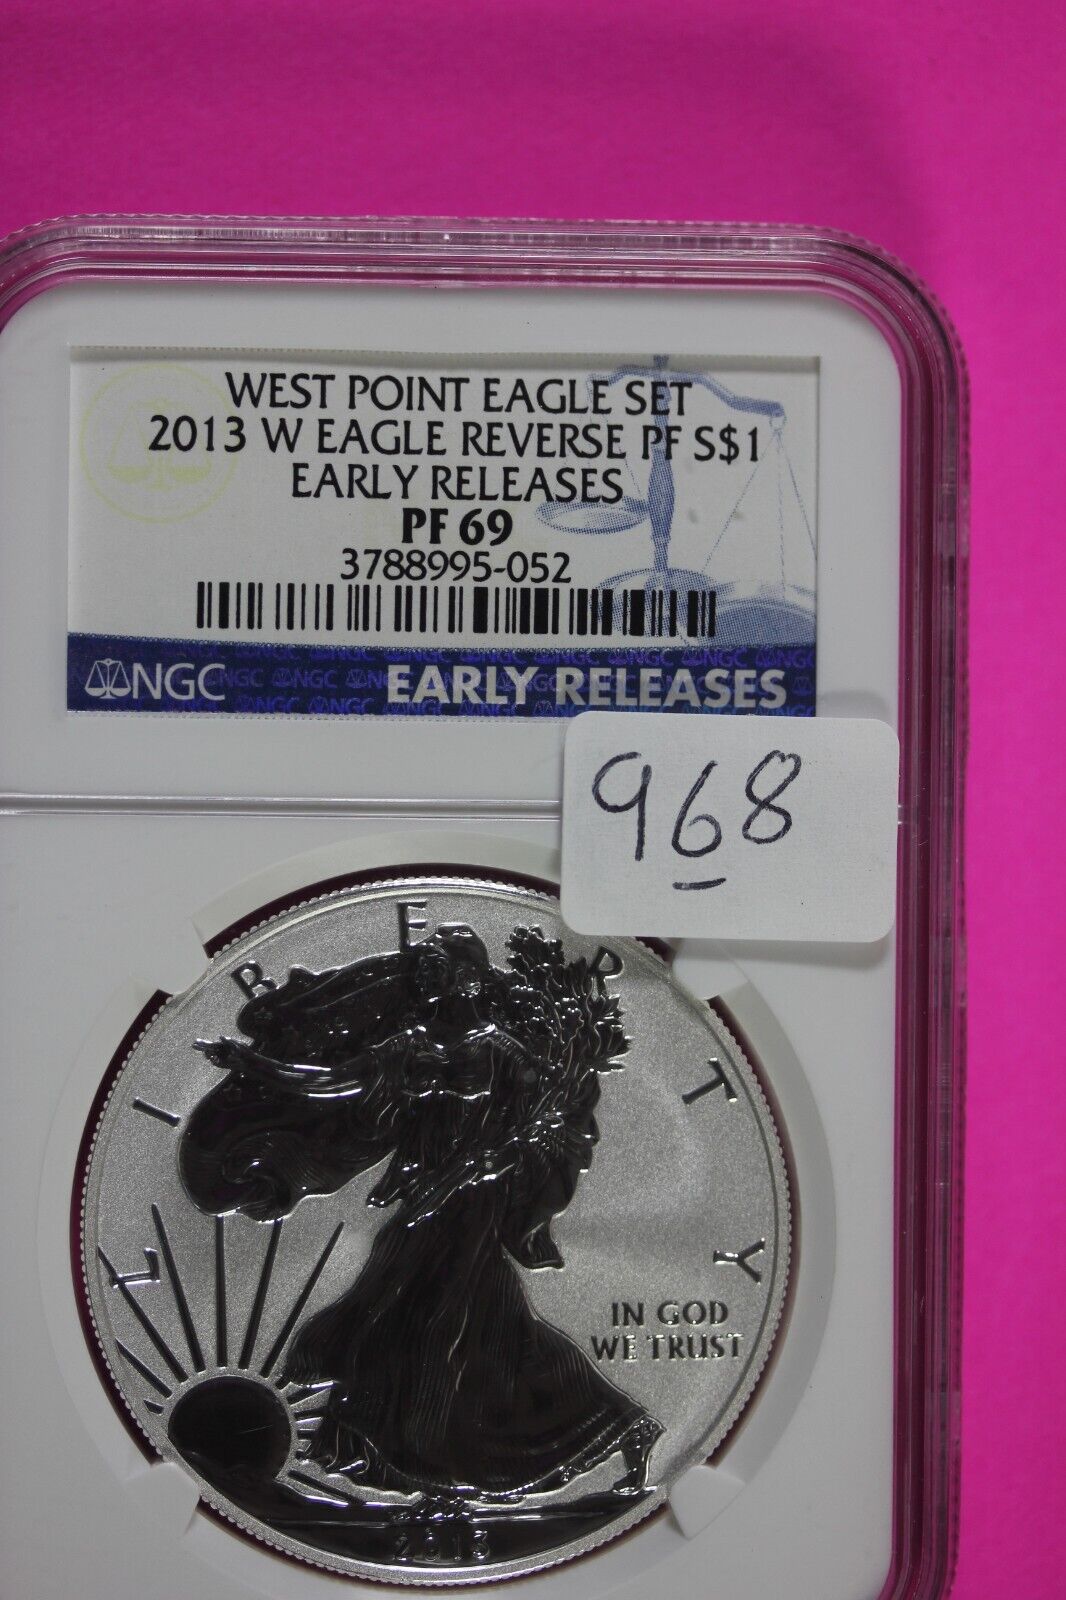 WEST POINT EAGLE SET
2013 W EAGLE REVERSE PF S$1
EARLY RELEASES
PF 69
3788995-052
NGC EARLY RELEASES
968
LIBERTY
IN GOD
WE TRUST
2013